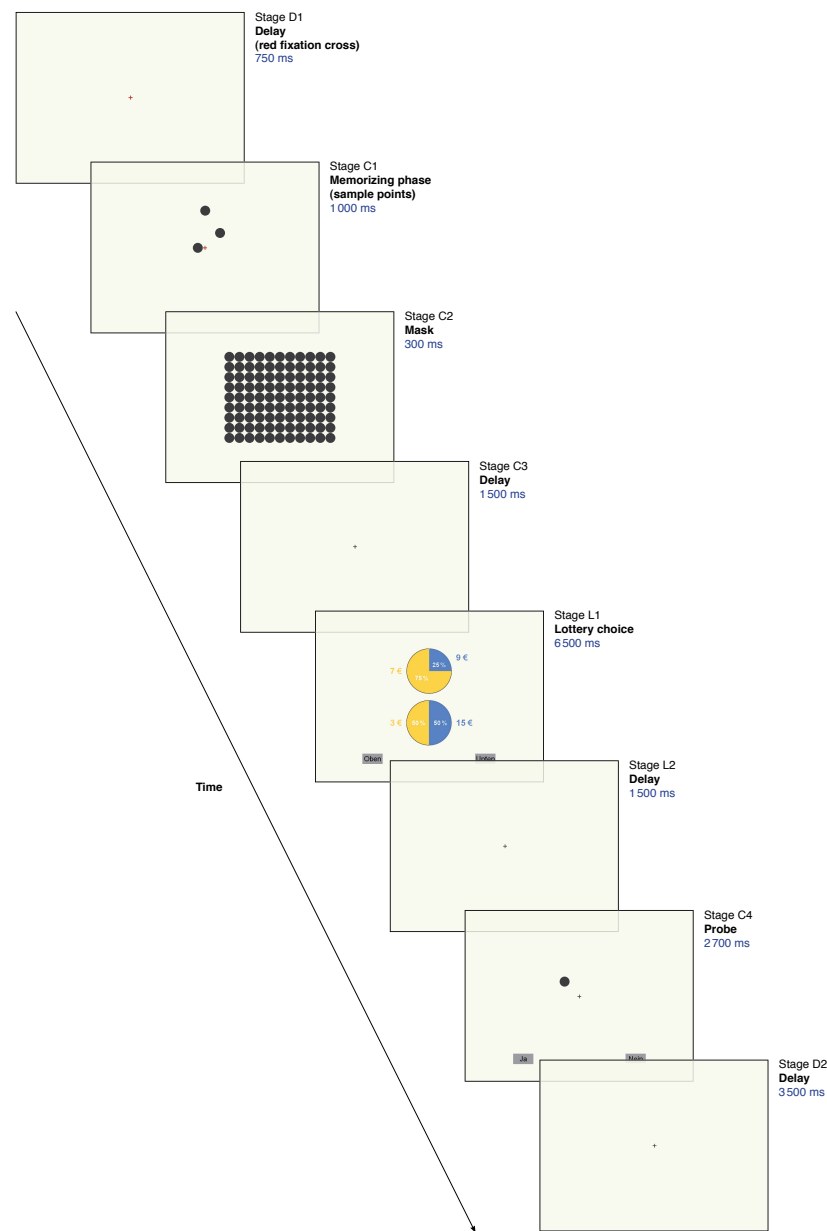 Stage D1
Delay
(red fixation cross)
750 ms
Stage C1
Memorizing phase
(sample points)
1 000 ms
Stage C2
Mask
300 ms
Stage C3
Delay
1 500 ms
Stage L1
Lottery choice
6 500 ms
9 €
25 %
7 €
75 %
3 €
50 %
50 %
15 €
Oben
Unten
Stage L2
Delay
1 500 ms
Time
Stage C4
Probe
2 700 ms
Ja
Nein
Stage D2
Delay
3 500 ms